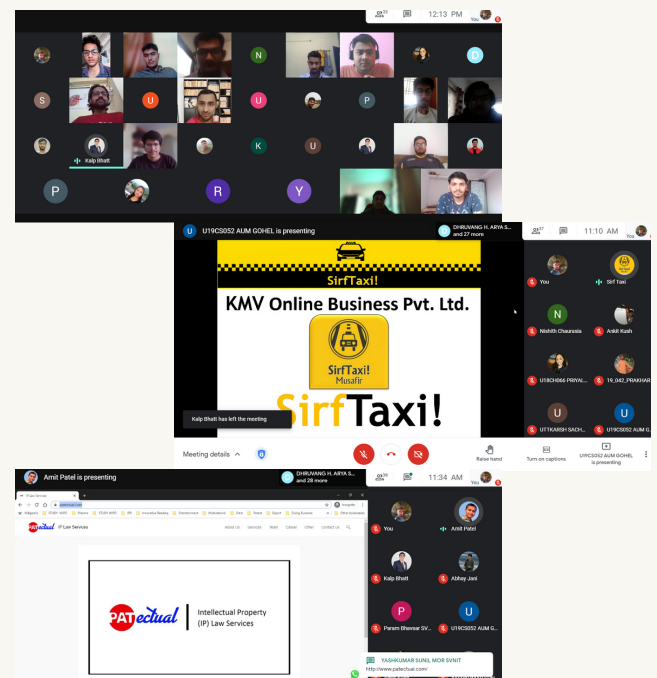 29
12:13 PM
You
N
D
S
U
U
P
Kalp Bhatt
K
U
P
R
Y
U
U19CS052 AUM GOHEL is presenting
D
DHRUVANG H. ARYA S...
and 27 more
11:10 AM
You
SirfTaxi!
KMV Online Business Pvt. Ltd.
SirfTaxi!
Musafir
SirfTaxi!
Kalp Bhatt has left the meeting
You
Sirf Taxi
N
Nishith Chaurasia
Ankit Kush
U18CH066 PRIYAL...
19_042_PRAKHAR
U
U
UTTKARSH SACH...
U19CS052 AUM G...
Meeting details
Raise hand
Turn on captions
U19CS052 AUM GOHEL
is presenting
Amit Patel is presenting
D
DHRUVANG H. ARYA S...
and 28 more
11:34 AM
You
PATectual IP Law Services
About Us Services Team Career Other Contact Us
PATectual
Intellectual Property
(IP) Law Services
You
Amit Patel
Kalp Bhatt
Abhay Jani
P
U
Param Bhavsar SV...
U19CS052 AUM G...
YASHKUMAR SUNIL MOR SVNIT
http://www.patectual.com/